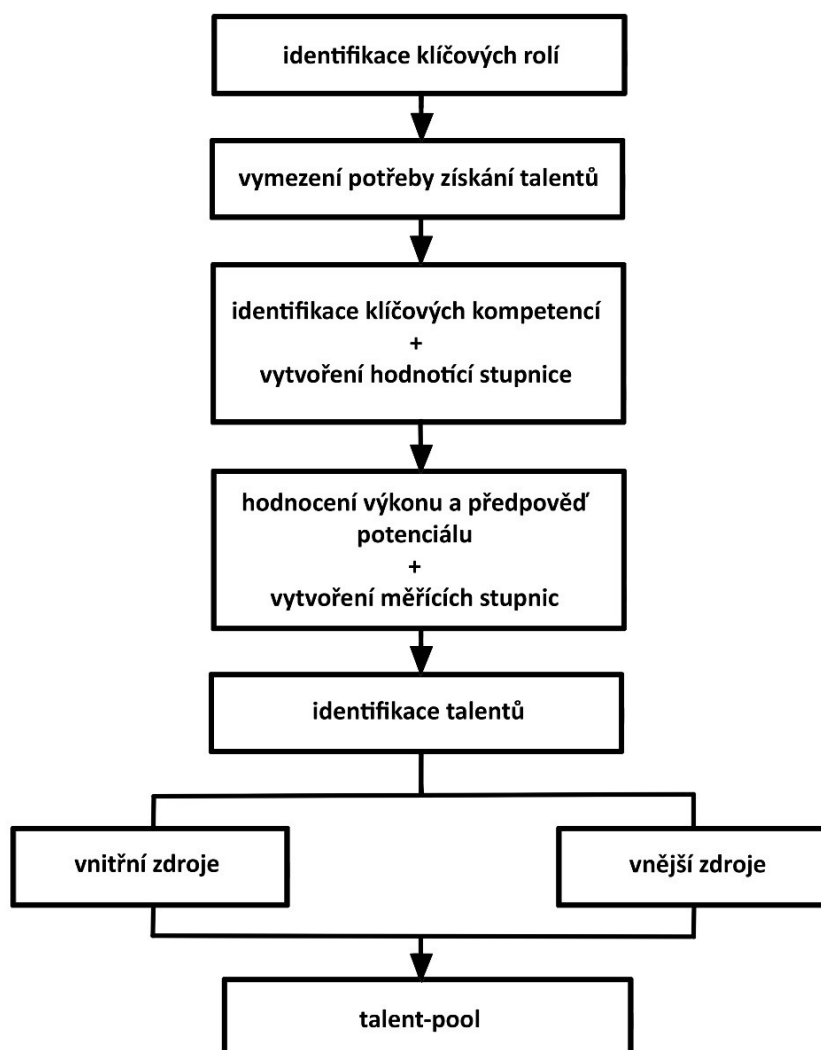 identifikace klíčových rolí
vymezení potřeby získání talentů
identifikace klíčových kompetencí
+
vytvoření hodnotící stupnice
hodnocení výkonu a předpověď
potenciálu
+
vytvoření měřících stupnic
identifikace talentů
vnitřní zdroje
vnější zdroje
talent-pool